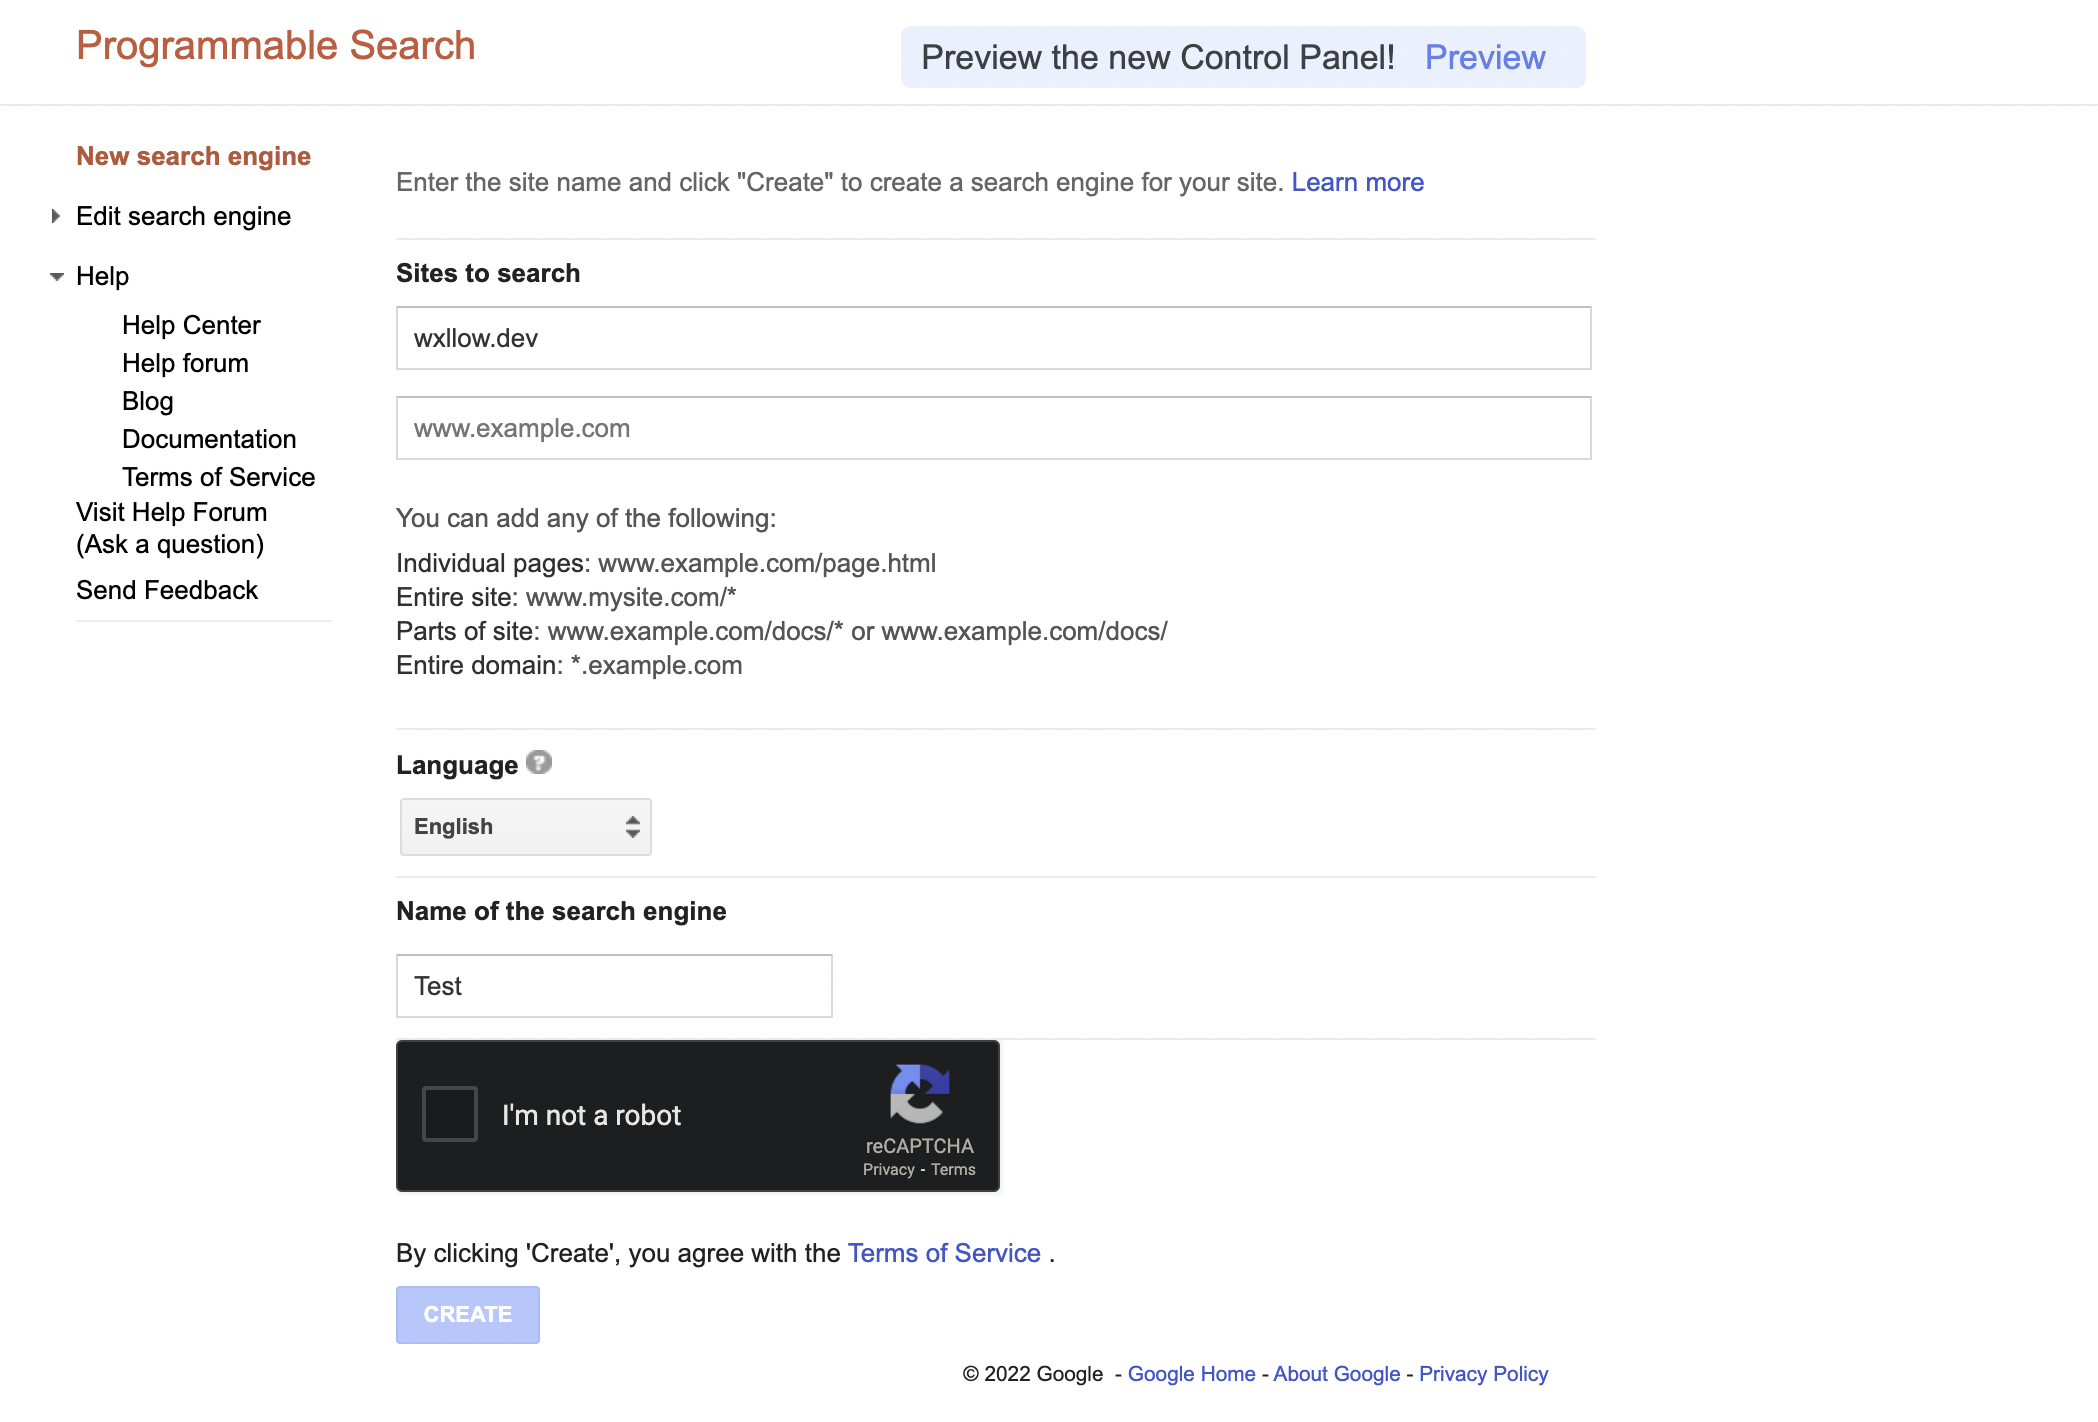 Programmable Search
Preview the new Control Panel! Preview
New search engine
Edit search engine
Help
Help Center
Help forum
Blog
Documentation
Terms of Service
Visit Help Forum
(Ask a question)
Send Feedback
Enter the site name and click "Create" to create a search engine for your site. Learn more
Sites to search
wxllow.dev
www.example.com
You can add any of the following:
Individual pages: www.example.com/page.html
Entire site: www.mysite.com/*
Parts of site: www.example.com/docs/* or www.example.com/docs/
Entire domain: *.example.com
Language ?
English
Name of the search engine
Test
I'm not a robot
reCAPTCHA
Privacy - Terms
By clicking 'Create', you agree with the Terms of Service .
CREATE
© 2022 Google - Google Home - About Google - Privacy Policy